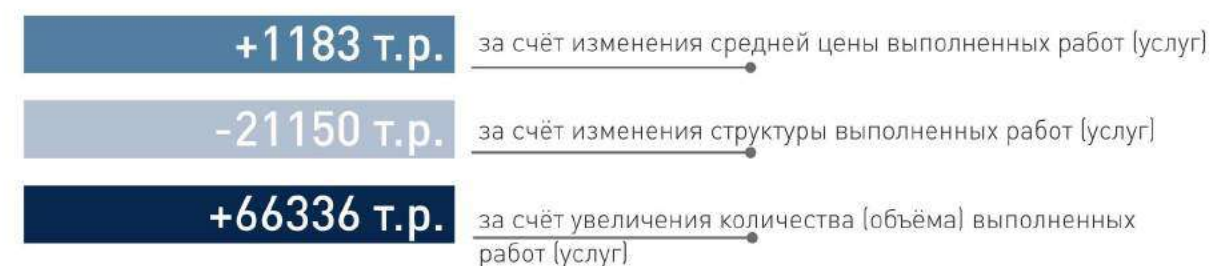 +1183 т.р.
за счёт изменения средней цены выполненных работ (услуг)
-21150 т.р.
за счёт изменения структуры выполненных работ (услуг)
+66336 т.р.
за счёт увеличения количества (объёма) выполненных
работ (услуг)